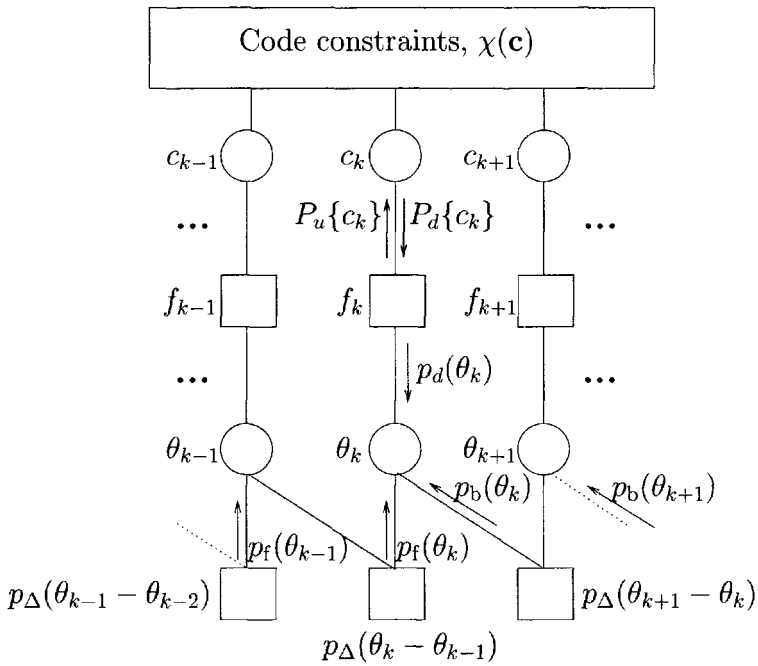 Code constraints, χ(**c**)
c_{k−1} c_k c_{k+1}
... P_u{c_k} P_d{c_k} ...
f_{k−1} f_k f_{k+1}
... p_d(θ_k) ...
θ_{k−1} θ_k θ_{k+1}
p_b(θ_k) p_b(θ_{k+1})
p_f(θ_{k−1}) p_f(θ_k)
p_Δ(θ_{k−1} − θ_{k−2}) p_Δ(θ_{k+1} − θ_k)
p_Δ(θ_k − θ_{k−1})